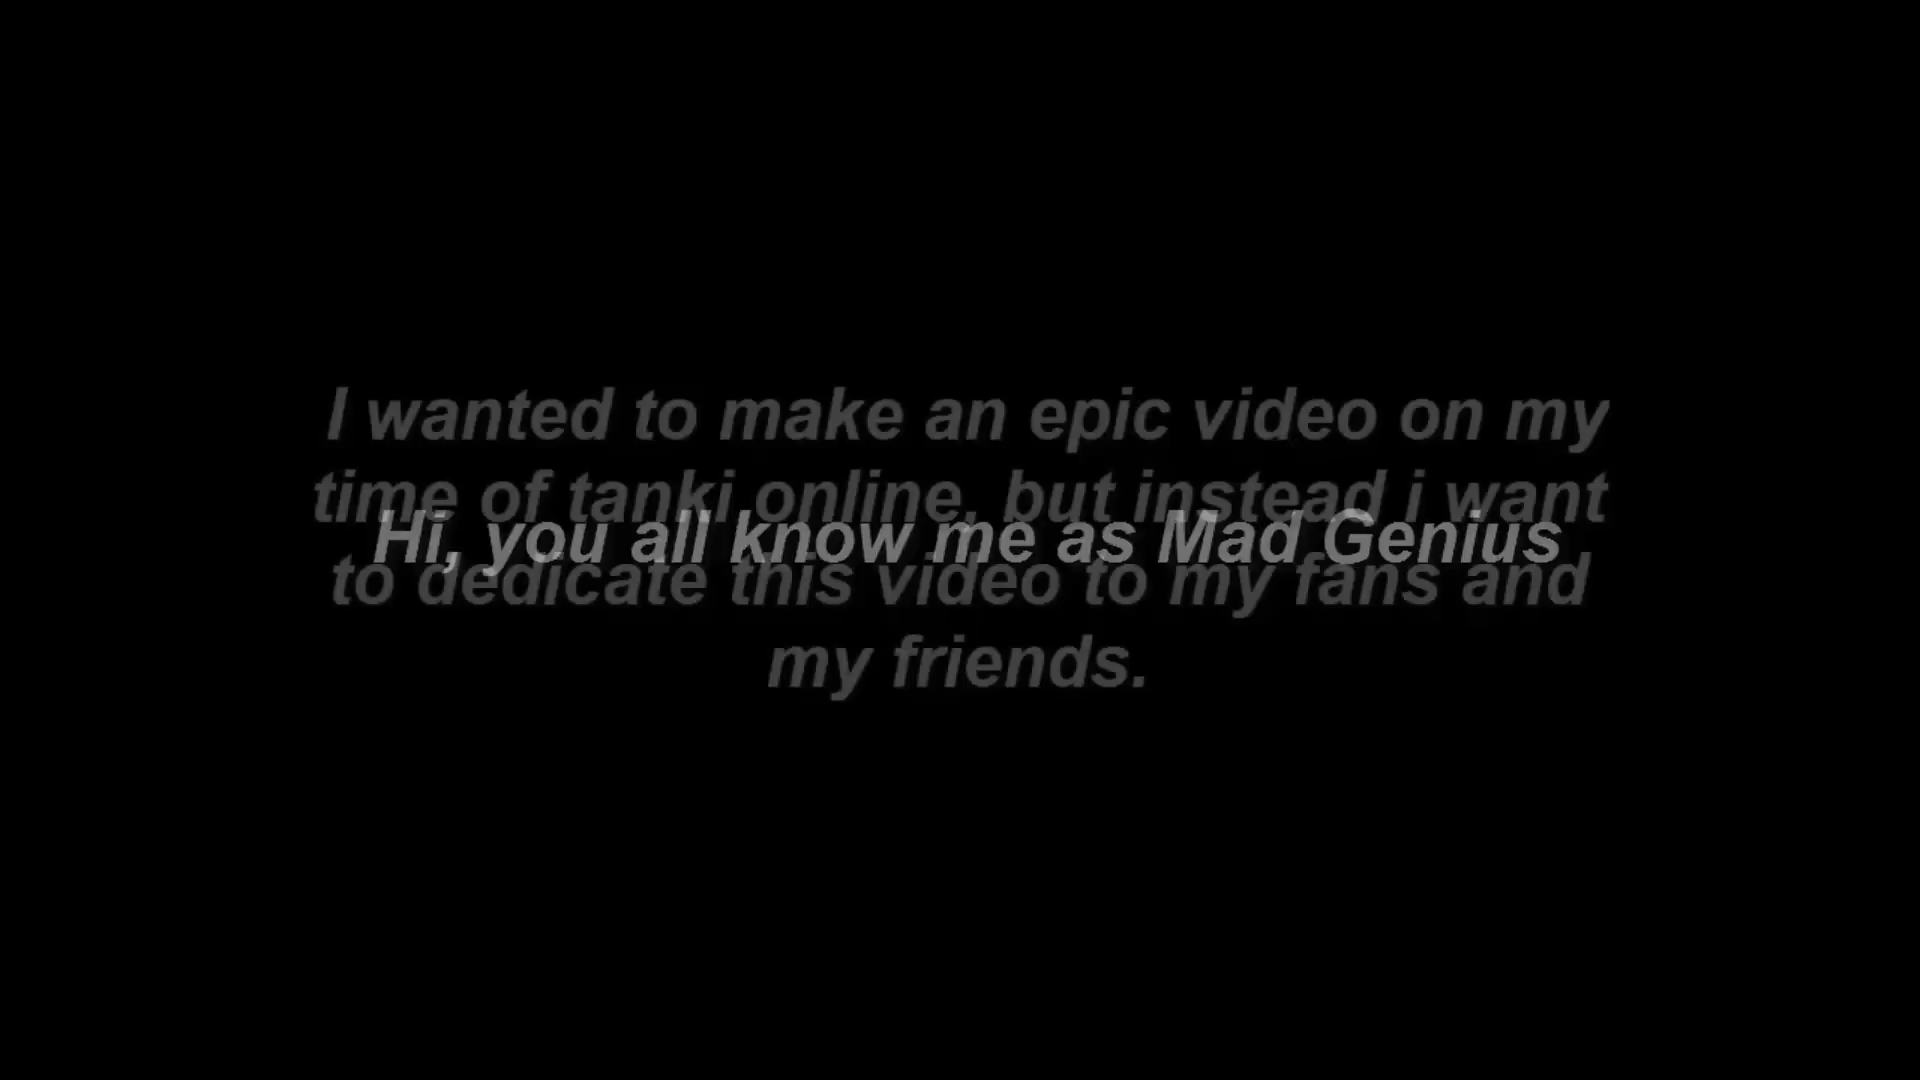 Hi, you all know me as Mad Genius
I wanted to make an epic video on my
time of tanki online, but instead i want
to dedicate this video to my fans and
my friends.